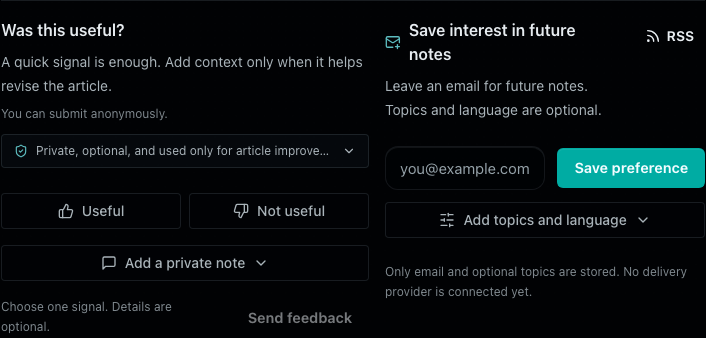 Was this useful?
A quick signal is enough. Add context only when it helps
revise the article.
You can submit anonymously.
Private, optional, and used only for article improve...
Useful
Not useful
Add a private note
Choose one signal. Details are
optional.
Send feedback
Save interest in future
notes
RSS
Leave an email for future notes.
Topics and language are optional.
you@example.com
Save preference
Add topics and language
Only email and optional topics are stored. No delivery
provider is connected yet.